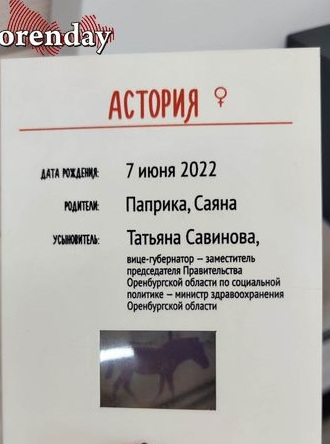 orenday
АСТОРИЯ ♀
ДАТА РОЖДЕНИЯ: 7 июня 2022
РОДИТЕЛИ: Паприка, Саяна
УСЫНОВИТЕЛЬ: Татьяна Савинова,
вице-губернатор — заместитель
председателя Правительства
Оренбургской области по социальной
политике — министр здравоохранения
Оренбургской области